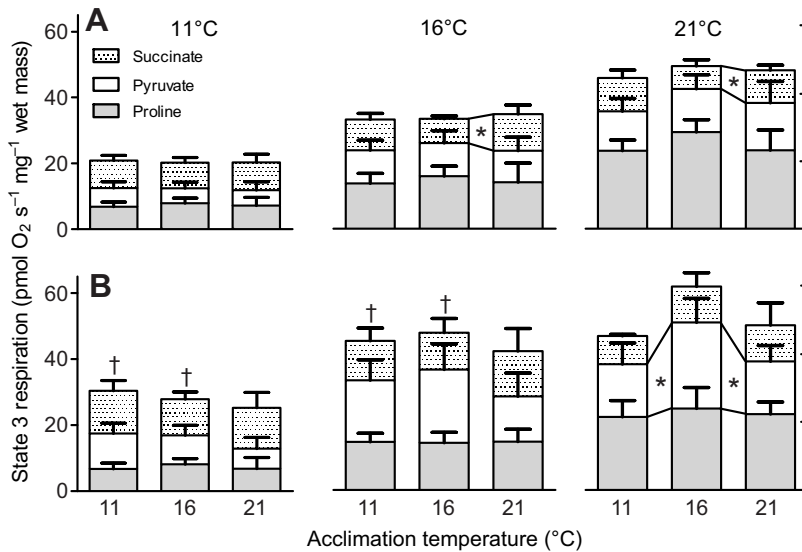 A
11°C
16°C
21°C
Succinate
Pyruvate
Proline
60
40
20
0
*
*
State 3 respiration (pmol O₂ s⁻¹ mg⁻¹ wet mass)
B
60
40
20
0
†
†
†
†
*
*
11
16
21
11
16
21
11
16
21
Acclimation temperature (°C)